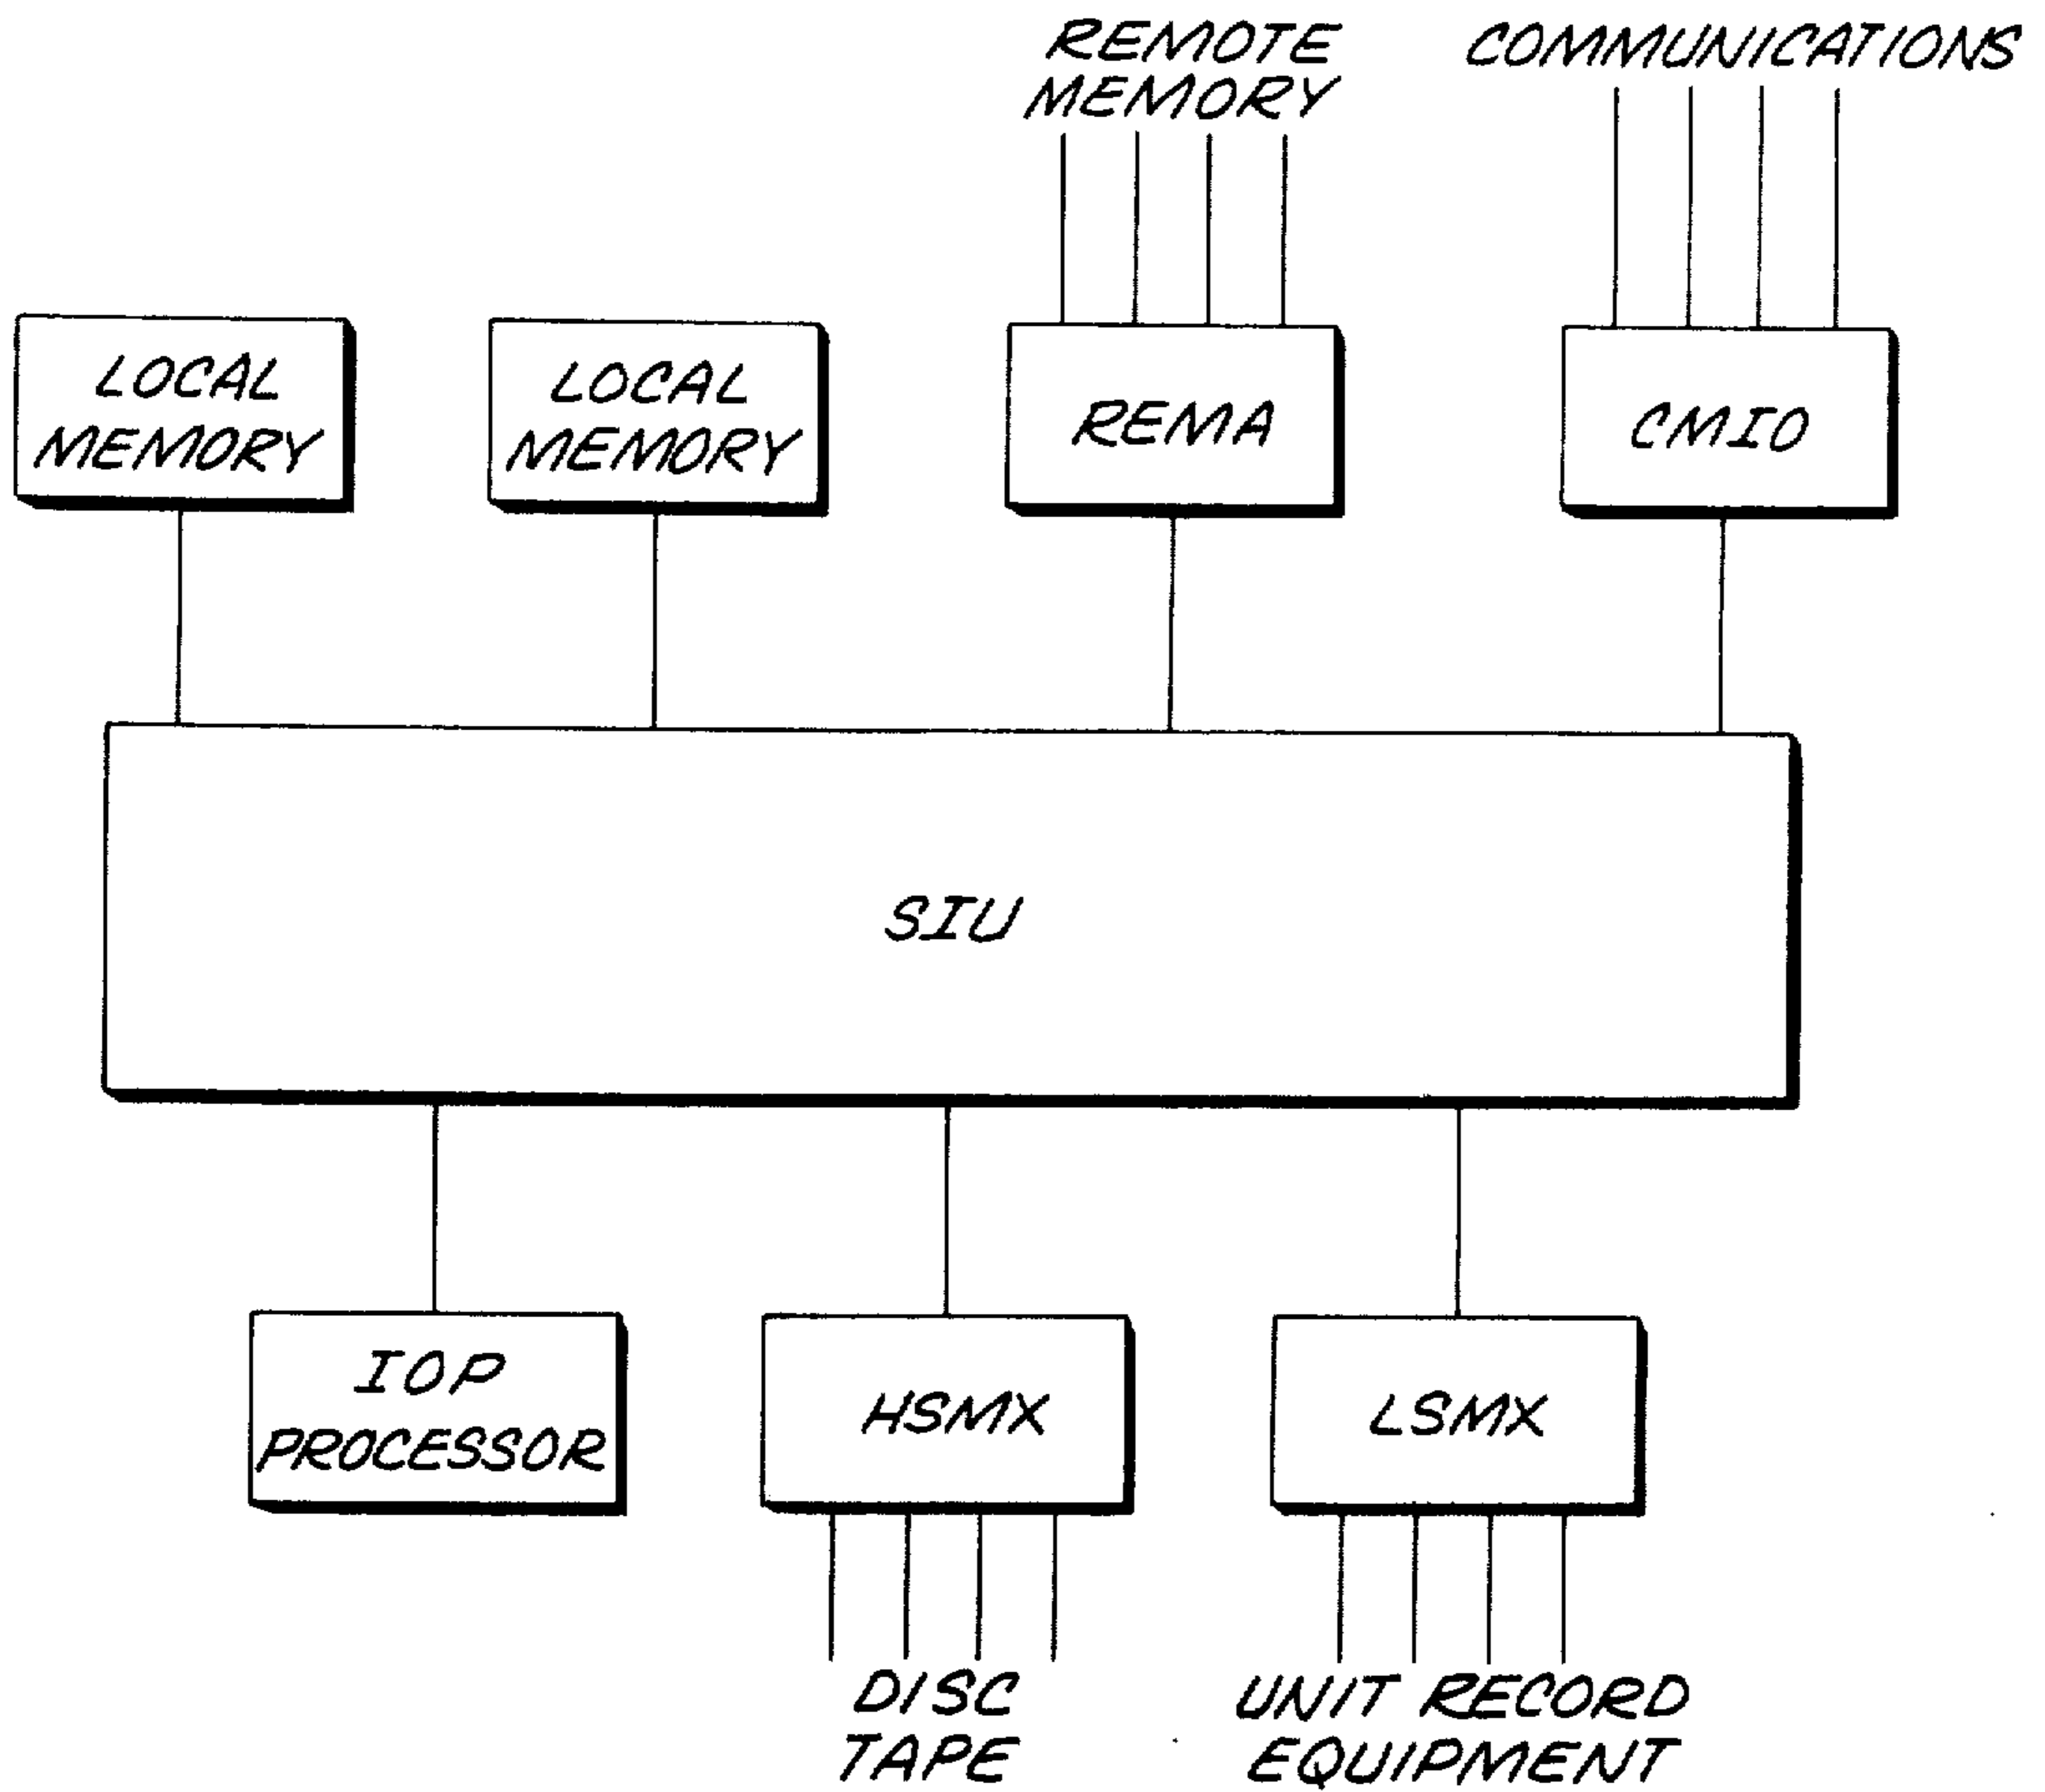 REMOTE
MEMORY
COMMUNICATIONS
LOCAL
MEMORY
LOCAL
MEMORY
REMA
CMIO
SIU
IOP
PROCESSOR
HSMX
LSMX
DISC
TAPE
UNIT RECORD
EQUIPMENT